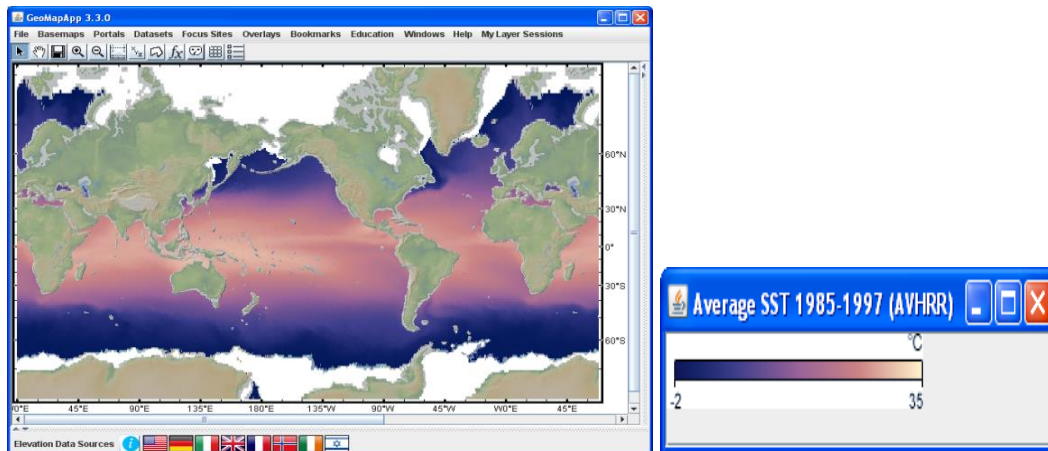 GeoMapApp 3.3.0
File Basemaps Portals Datasets Focus Sites Overlays Bookmarks Education Windows Help My Layer Sessions
60°N
30°N
0°
30°S
60°S
0°E 45°E 90°E 135°E 180°E 135°W 90°W 45°W 0°E 45°E
Elevation Data Sources
Average SST 1985-1997 (AVHRR)
°C
-2 35